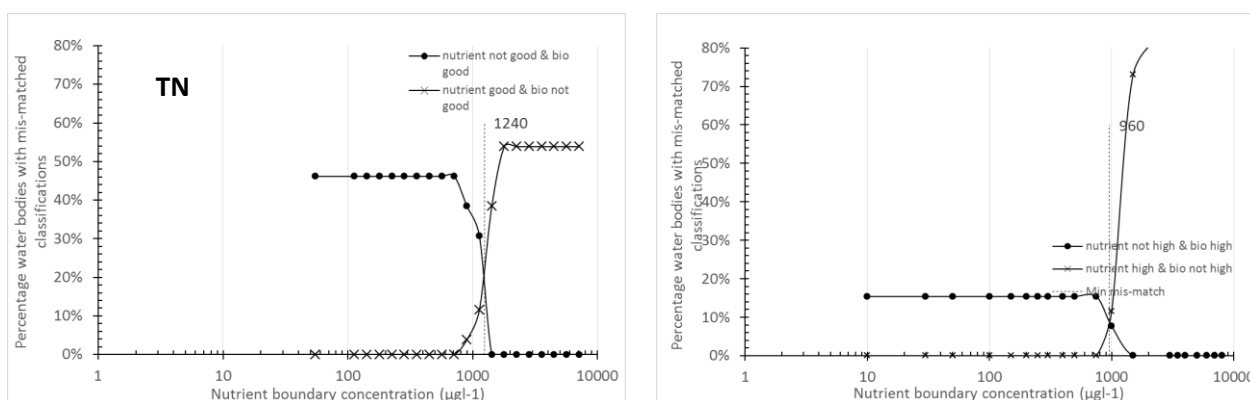 80%
70%
60%
50%
40%
30%
20%
10%
0%
Percentage water bodies with mis-matched
classifications
TN
nutrient not good & bio
good
nutrient good & bio not
good
1240
1 10 100 1000 10000
Nutrient boundary concentration (µgl-1)
80%
70%
60%
50%
40%
30%
20%
10%
0%
Percentage water bodies with mis-matched
classifications
960
nutrient not high & bio high
nutrient high & bio not high
Min mis-match
1 10 100 1000 10000
Nutrient boundary concentration (µgl-1)